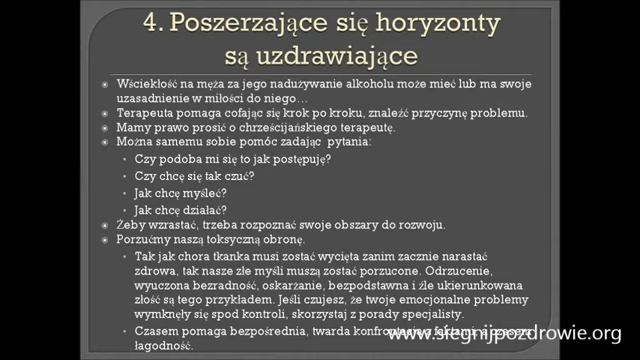 4. Poszerzające się horyzonty
są uzdrawiające
Wściekłość na męża za jego nadużywanie alkoholu może mieć lub ma swoje
uzasadnienie w miłości do niego…
Terapeuta pomaga cofając się krok po kroku, znaleźć przyczynę problemu.
Mamy prawo prosić o chrześcijańskiego terapeutę.
Można samemu sobie pomóc zadając pytania:
Czy podoba mi się to jak postępuję?
Czy chcę się tak czuć?
Jak chcę myśleć?
Jak chcę działać?
Żeby wzrastać, trzeba rozpoznać swoje obszary do rozwoju.
Porzućmy naszą toksyczną obronę.
Tak jak chora tkanka musi zostać wycięta zanim zacznie narastać
zdrowa, tak nasze złe myśli muszą zostać porzucone. Odrzucenie,
wyuczona bezradność, oskarżanie, bezpodstawna i źle ukierunkowana
złość są tego przykładem. Jeśli czujesz, że twoje emocjonalne problemy
wymknęły się spod kontroli, skorzystaj z porady specjalisty.
Czasem pomaga bezpośrednia, twarda konfrontacja z faktami, a czasem
łagodność.
www.siegnijpozdrowie.org